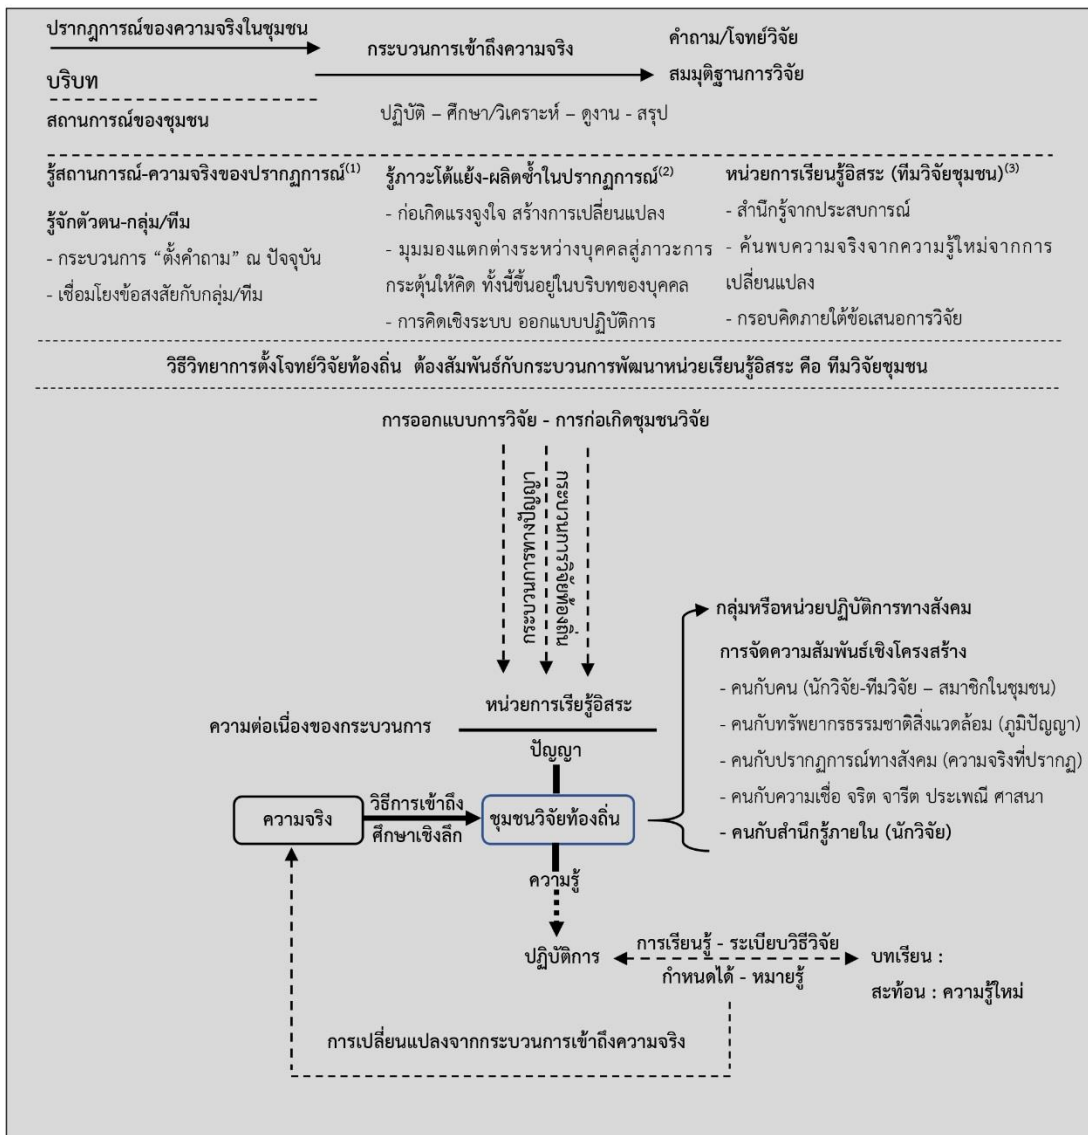 ปรากฏการณ์ของความจริงในชุมชน
กระบวนการเข้าถึงความจริง
คำถาม/โจทย์วิจัย
สมมุติฐานการวิจัย
บริบท
ปฏิบัติ – ศึกษา/วิเคราะห์ – ดูงาน - สรุป
สถานการณ์ของชุมชน
รู้สถานการณ์-ความจริงของปรากฏการณ์(1)
รู้จักตัวตน-กลุ่ม/ทีม
- กระบวนการ “ตั้งคำถาม” ณ ปัจจุบัน
- เชื่อมโยงข้อสงสัยกับกลุ่ม/ทีม
รู้ภาวะโต้แย้ง-ผลิตซ้ำในปรากฏการณ์(2)
- ก่อเกิดแรงจูงใจ สร้างการเปลี่ยนแปลง
- มุมมองแตกต่างระหว่างบุคคลสู่ภาวะการ
กระตุ้นให้คิด ทั้งนี้ขึ้นอยู่ในบริบทของบุคคล
- การคิดเชิงระบบ ออกแบบปฏิบัติการ
หน่วยการเรียนรู้อิสระ (ทีมวิจัยชุมชน)(3)
- สำนึกรู้จากประสบการณ์
- ค้นพบความจริงจากความรู้ใหม่จากการ
เปลี่ยนแปลง
- กรอบคิดภายใต้ข้อเสนอการวิจัย
วิธีวิทยาการตั้งโจทย์วิจัยท้องถิ่น ต้องสัมพันธ์กับกระบวนการพัฒนาหน่วยเรียนรู้อิสระ คือ ทีมวิจัยชุมชน
การออกแบบการวิจัย - การก่อเกิดชุมชนวิจัย
กระบวนการทางปัญญา
กระบวนการวิจัยท้องถิ่น
หน่วยการเรียรู้อิสระ
ความต่อเนื่องของกระบวนการ
ปัญญา
ความจริง
วิธีการเข้าถึง
ศึกษาเชิงลึก
ชุมชนวิจัยท้องถิ่น
กลุ่มหรือหน่วยปฏิบัติการทางสังคม
การจัดความสัมพันธ์เชิงโครงสร้าง
- คนกับคน (นักวิจัย-ทีมวิจัย – สมาชิกในชุมชน)
- คนกับทรัพยากรธรรมชาติสิ่งแวดล้อม (ภูมิปัญญา)
- คนกับปรากฏการณ์ทางสังคม (ความจริงที่ปรากฏ)
- คนกับความเชื่อ จริต จารีต ประเพณี ศาสนา
- คนกับสำนึกรู้ภายใน (นักวิจัย)
ความรู้
ปฏิบัติการ
การเรียนรู้ - ระเบียบวิธีวิจัย
กำหนดได้ - หมายรู้
บทเรียน :
สะท้อน : ความรู้ใหม่
การเปลี่ยนแปลงจากกระบวนการเข้าถึงความจริง